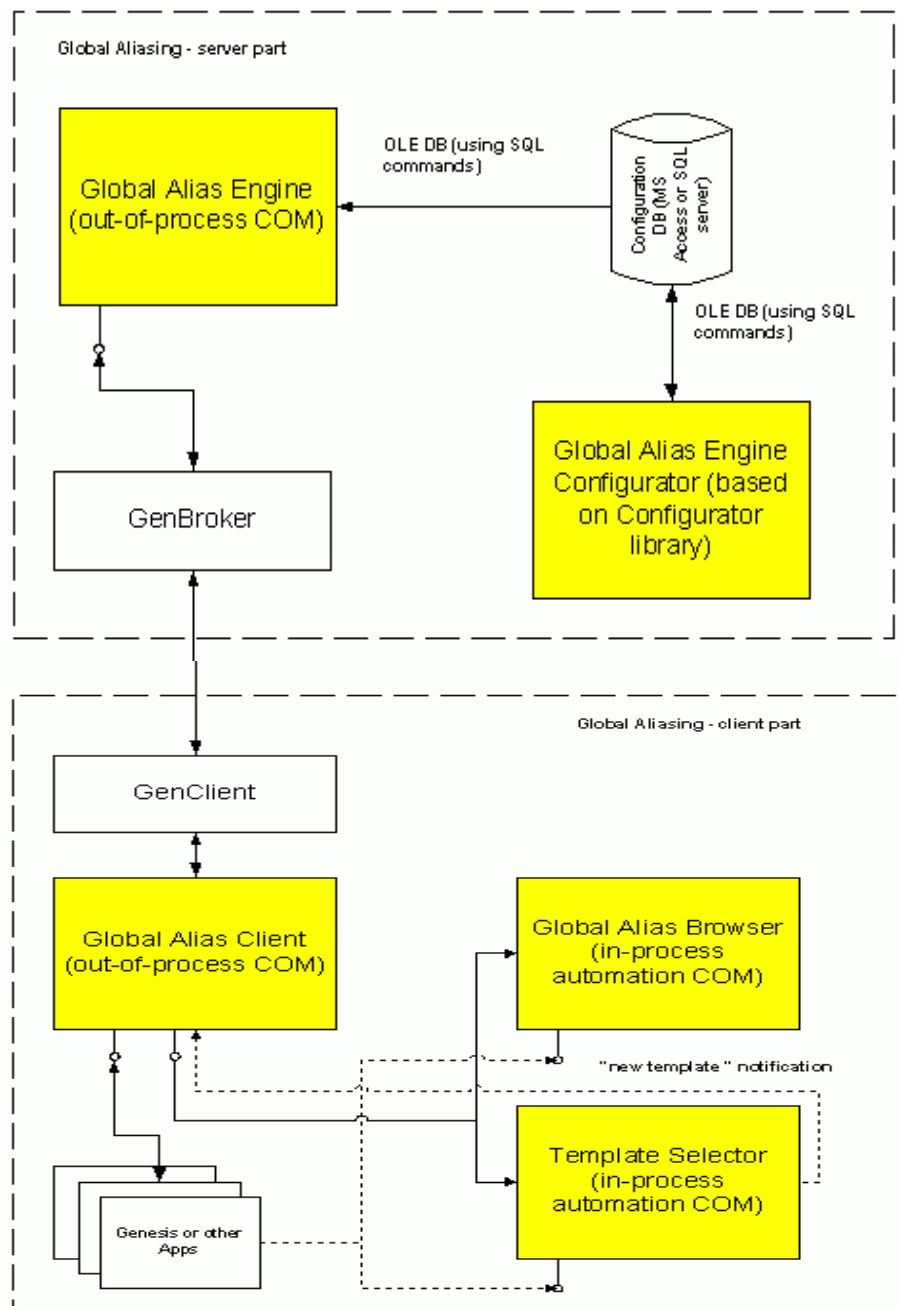 Global Aliasing - server part
Global Alias Engine
(out-of-process COM)
OLE DB (using SQL
commands)
Configuration
DB (MS
Access or SQL
server)
OLE DB (using SQL
commands)
Global Alias Engine
Configurator (based
on Configurator
library)
GenBroker
Global Aliasing - client part
GenClient
Global Alias Client
(out-of-process COM)
Global Alias Browser
(in-process
automation COM)
"new template" notification
Template Selector
(in-process
automation COM)
Genesis or other
Apps